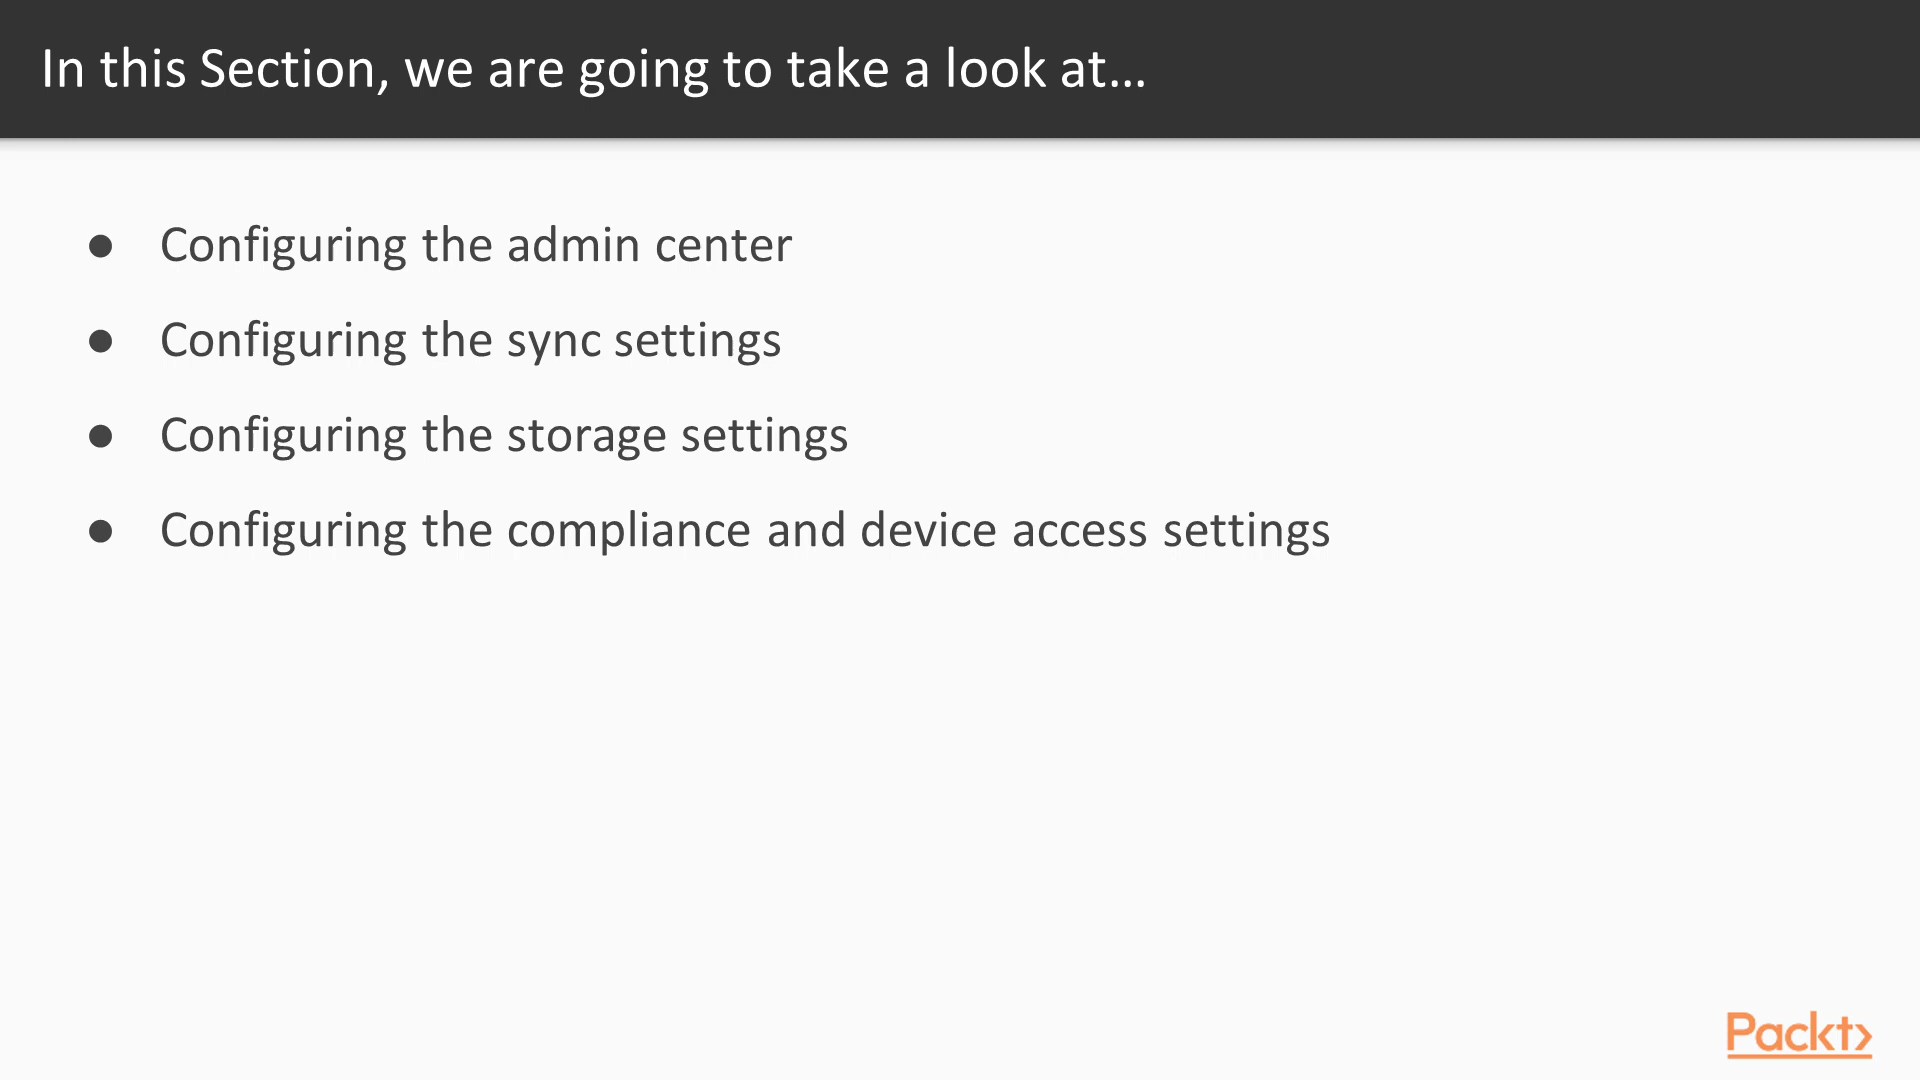 In this Section, we are going to take a look at...
● Configuring the admin center
● Configuring the sync settings
● Configuring the storage settings
● Configuring the compliance and device access settings
Packt>